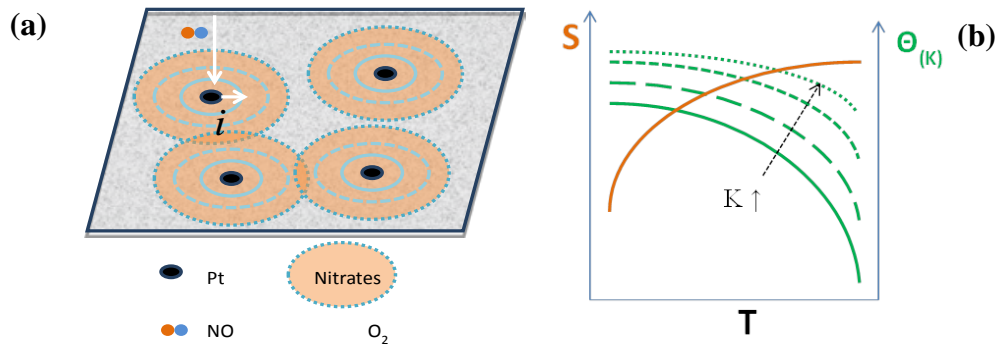 (a)
i
Pt
Nitrates
NO
O2
S
Θ(K)
(b)
K ↑
T